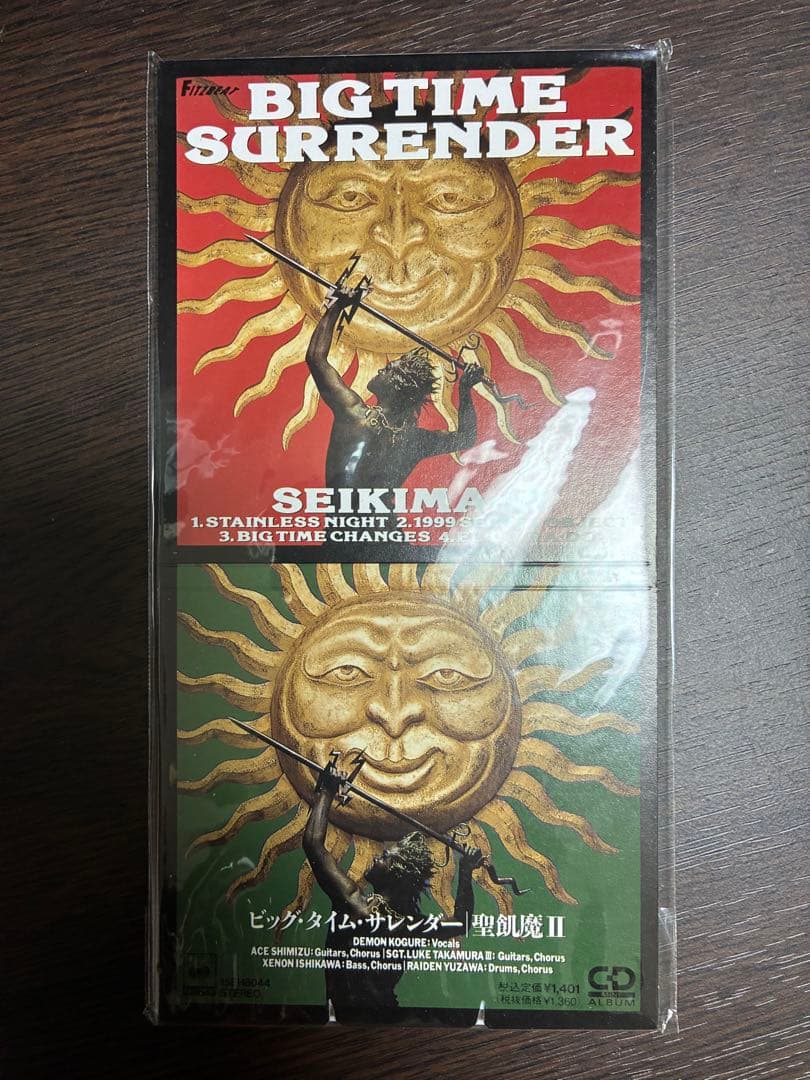 FITZBEAT
BIG TIME
SURRENDER
SEIKIMA
1.STAINLESS NIGHT 2.1999 SE
3.BIG TIME CHANGES 4.
ビッグ・タイム・サレンダー|聖飢魔II
DEMON KOGURE: Vocals
ACE SHIMIZU: Guitars, Chorus | SGT. LUKE TAKAMURA III: Guitars, Chorus
XENON ISHIKAWA: Bass, Chorus | RAIDEN YUZAWA: Drums, Chorus
STEREO
税込定価¥1,401
(税抜価格¥1,360)
CD
ALBUM